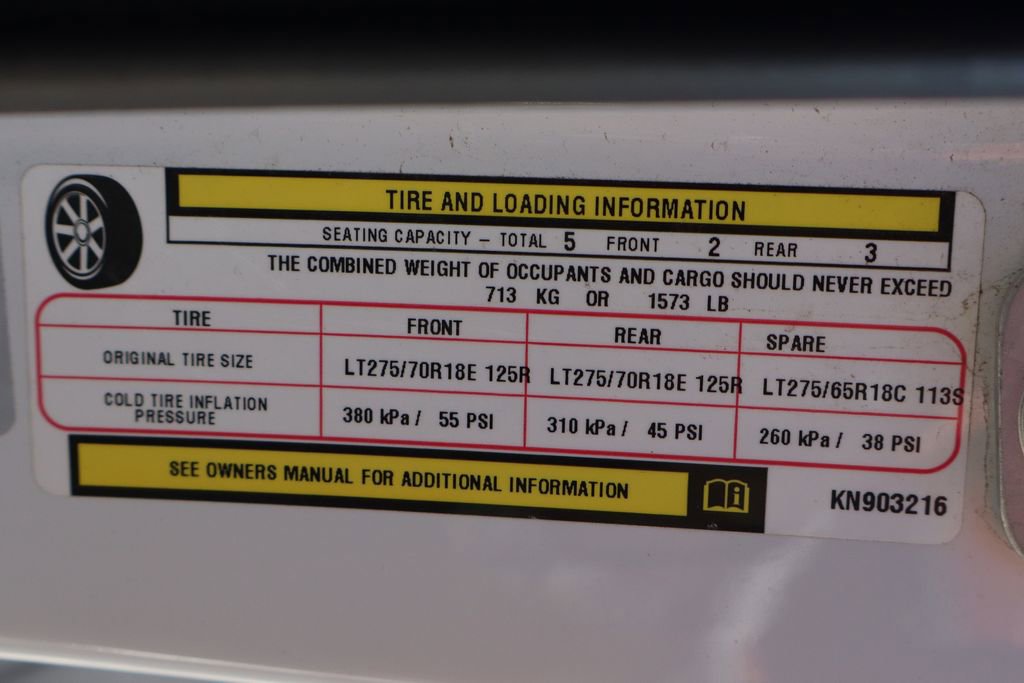 TIRE AND LOADING INFORMATION
SEATING CAPACITY – TOTAL 5 FRONT 2 REAR 3
THE COMBINED WEIGHT OF OCCUPANTS AND CARGO SHOULD NEVER EXCEED
713 KG OR 1573 LB
TIRE FRONT REAR SPARE
ORIGINAL TIRE SIZE LT275/70R18E 125R LT275/70R18E 125R LT275/65R18C 113S
COLD TIRE INFLATION
PRESSURE 380 kPa / 55 PSI 310 kPa / 45 PSI 260 kPa / 38 PSI
SEE OWNERS MANUAL FOR ADDITIONAL INFORMATION
KN903216